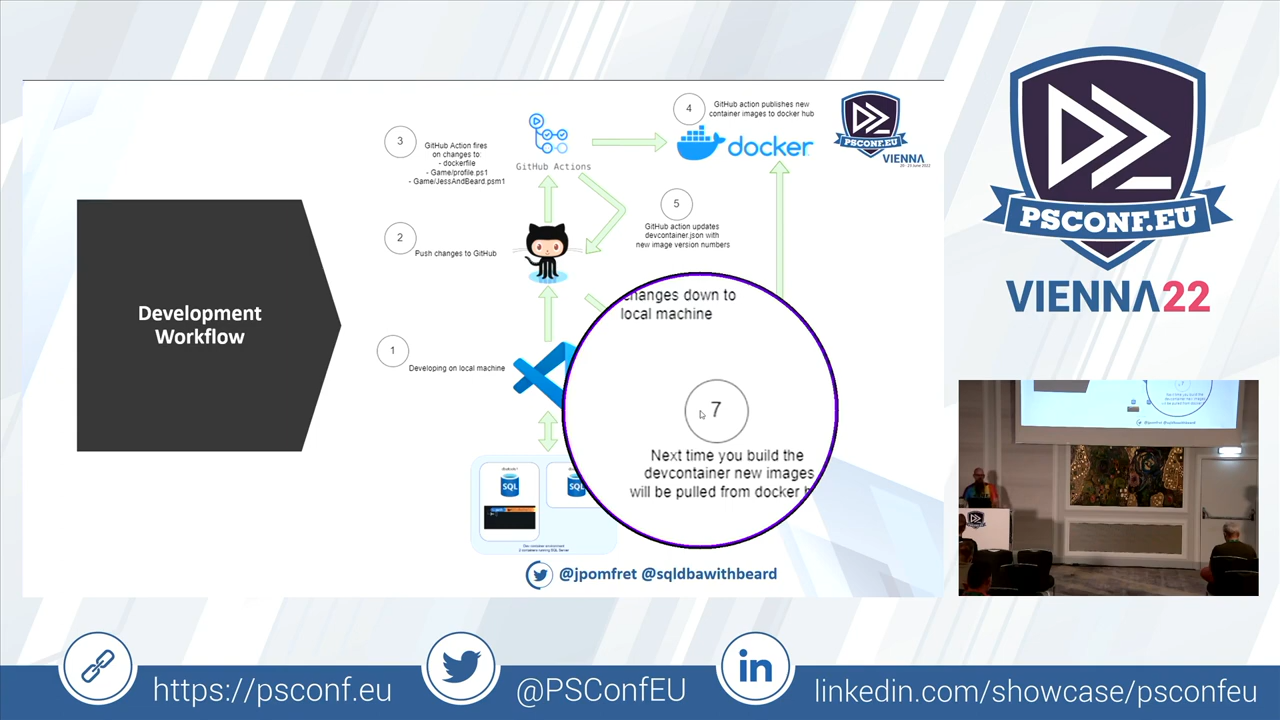 Development
Workflow
3
GitHub Action fires
on changes to:
- dockerfile
- Game/profile.ps1
- Game/JessAndBeard.psm1
GitHub Actions
4
GitHub action publishes new
container images to docker hub
docker
PSCONF.EU
VIENNA
2
Push changes to GitHub
5
GitHub action updates
devcontainer.json with
new image version numbers
1
Developing on local machine
changes down to
local machine
7
Next time you build the
devcontainer new images
will be pulled from docker h
SQL
SQL
@jpomfret @sqldbawithbeard
PSCONF.EU
VIENNA22
https://psconf.eu
@PSConfEU
in
linkedin.com/showcase/psconfeu